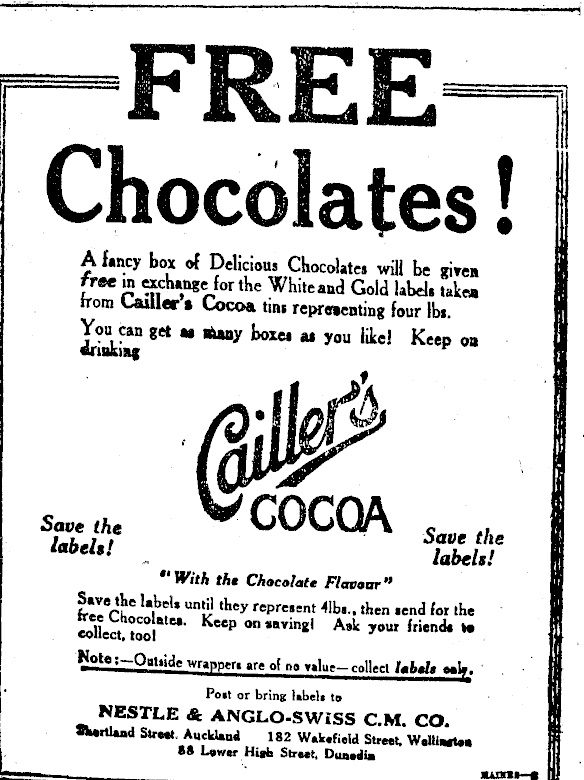 FREE
Chocolates!
A fancy box of Delicious Chocolates will be given
free in exchange for the White and Gold labels taken
from Cailler's Cocoa tins representing four lbs.
You can get as many boxes as you like! Keep on
drinking
Cailler's
COCOA
Save the
labels!
Save the
labels!
"With the Chocolate Flavour"
Save the labels until they represent 4lbs., then send for the
free Chocolates. Keep on saving! Ask your friends to
collect, too!
Note:—Outside wrappers are of no value—collect labels only.
Post or bring labels to
NESTLE & ANGLO-SWISS C.M. CO.
Shortland Street, Auckland 182 Wakefield Street, Wellington
88 Lower High Street, Dunedin
HAINES—